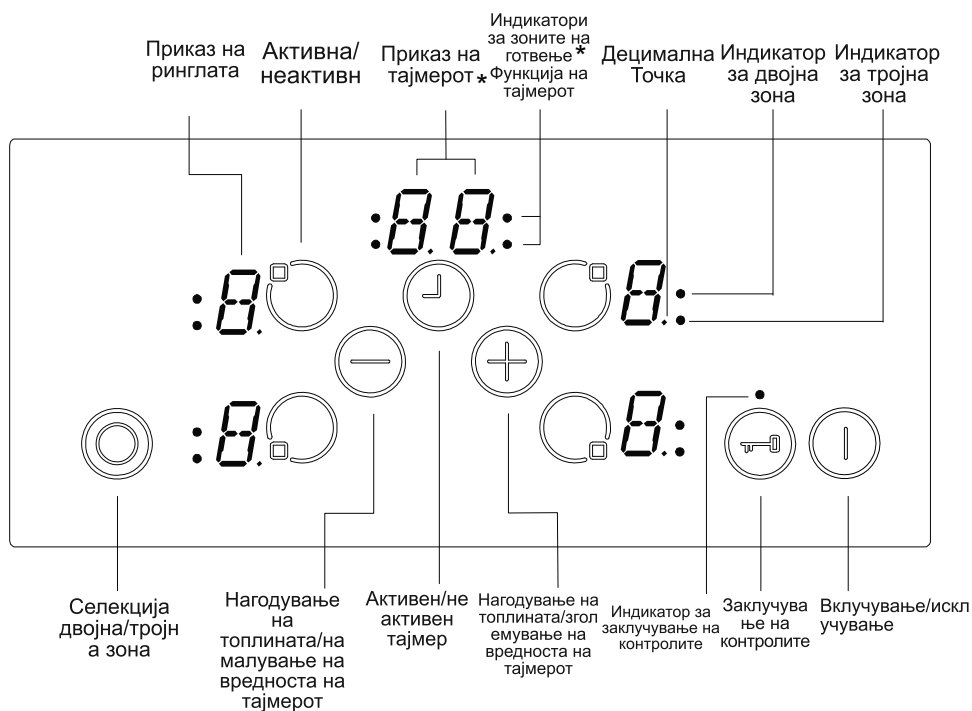 Приказ на
ринглата
Активна/
неактивн
Приказ на
тајмерот *
Индикатори
за зоните на
готвење *
Функција на
тајмерот
Децимална
Точка
Индикатор
за двојна
зона
Индикатор
за тројна
зона
Селекција
двојна/тројн
а зона
Нагодување
на
топлината/на
малување на
вредноста на
тајмерот
Активен/не
активен
тајмер
Нагодување на
топлината/згол
емување на
вредноста на
тајмерот
Индикатор за
заклучување на
контролите
Заклучува
ње на
контролите
Вклучување/искл
учување